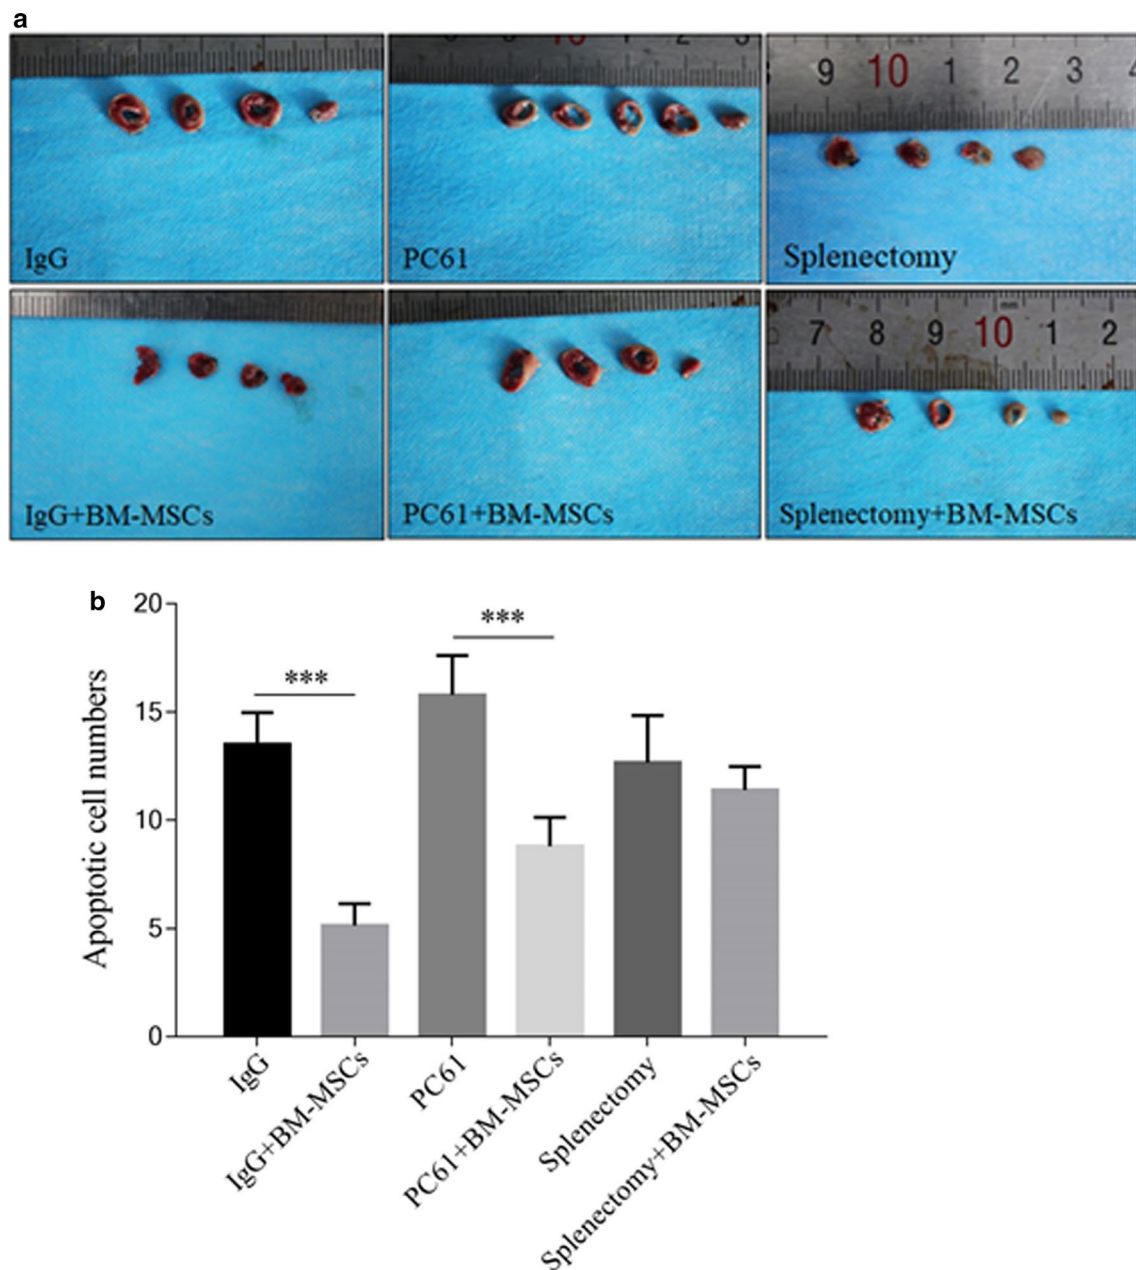 a
IgG
PC61
9 10 1 2 3 4
Splenectomy
IgG+BM-MSCs
PC61+BM-MSCs
7 8 9 10 1 2
Splenectomy+BM-MSCs
b
Apoptotic cell numbers
20
15
10
5
0
***
***
IgG
IgG+BM-MSCs
PC61
PC61+BM-MSCs
Splenectomy
Splenectomy+BM-MSCs